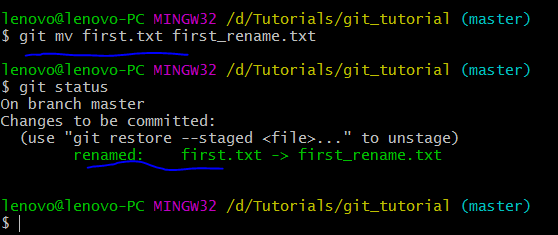 lenovo@lenovo-PC MINGW32 /d/Tutorials/git_tutorial (master)
$ git mv first.txt first_rename.txt
lenovo@lenovo-PC MINGW32 /d/Tutorials/git_tutorial (master)
$ git status
On branch master
Changes to be committed:
  (use "git restore --staged <file>..." to unstage)
        renamed:    first.txt -> first_rename.txt
lenovo@lenovo-PC MINGW32 /d/Tutorials/git_tutorial (master)
$